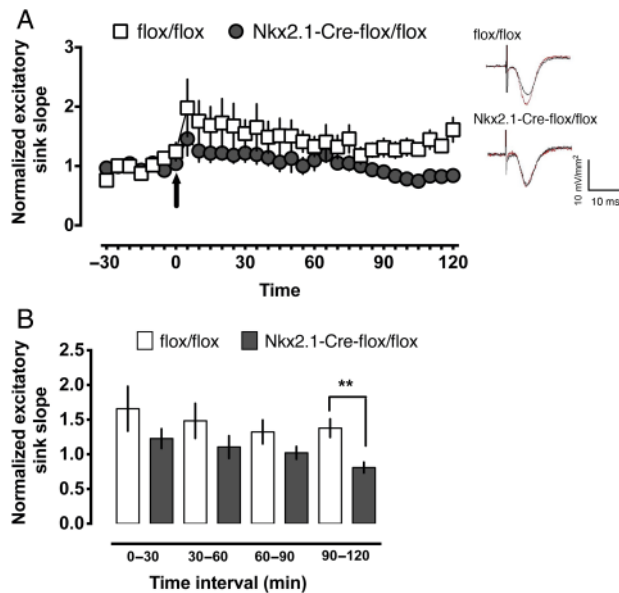 A
flox/flox Nkx2.1-Cre-flox/flox
Normalized excitatory
sink slope
3
2
1
0
−30 0 30 60 90 120
Time
flox/flox
Nkx2.1-Cre-flox/flox
10 mV/mm²
10 ms
B
flox/flox Nkx2.1-Cre-flox/flox
Normalized excitatory
sink slope
2.5
2.0
1.5
1.0
0.5
0.0
**
0–30 30–60 60–90 90–120
Time interval (min)